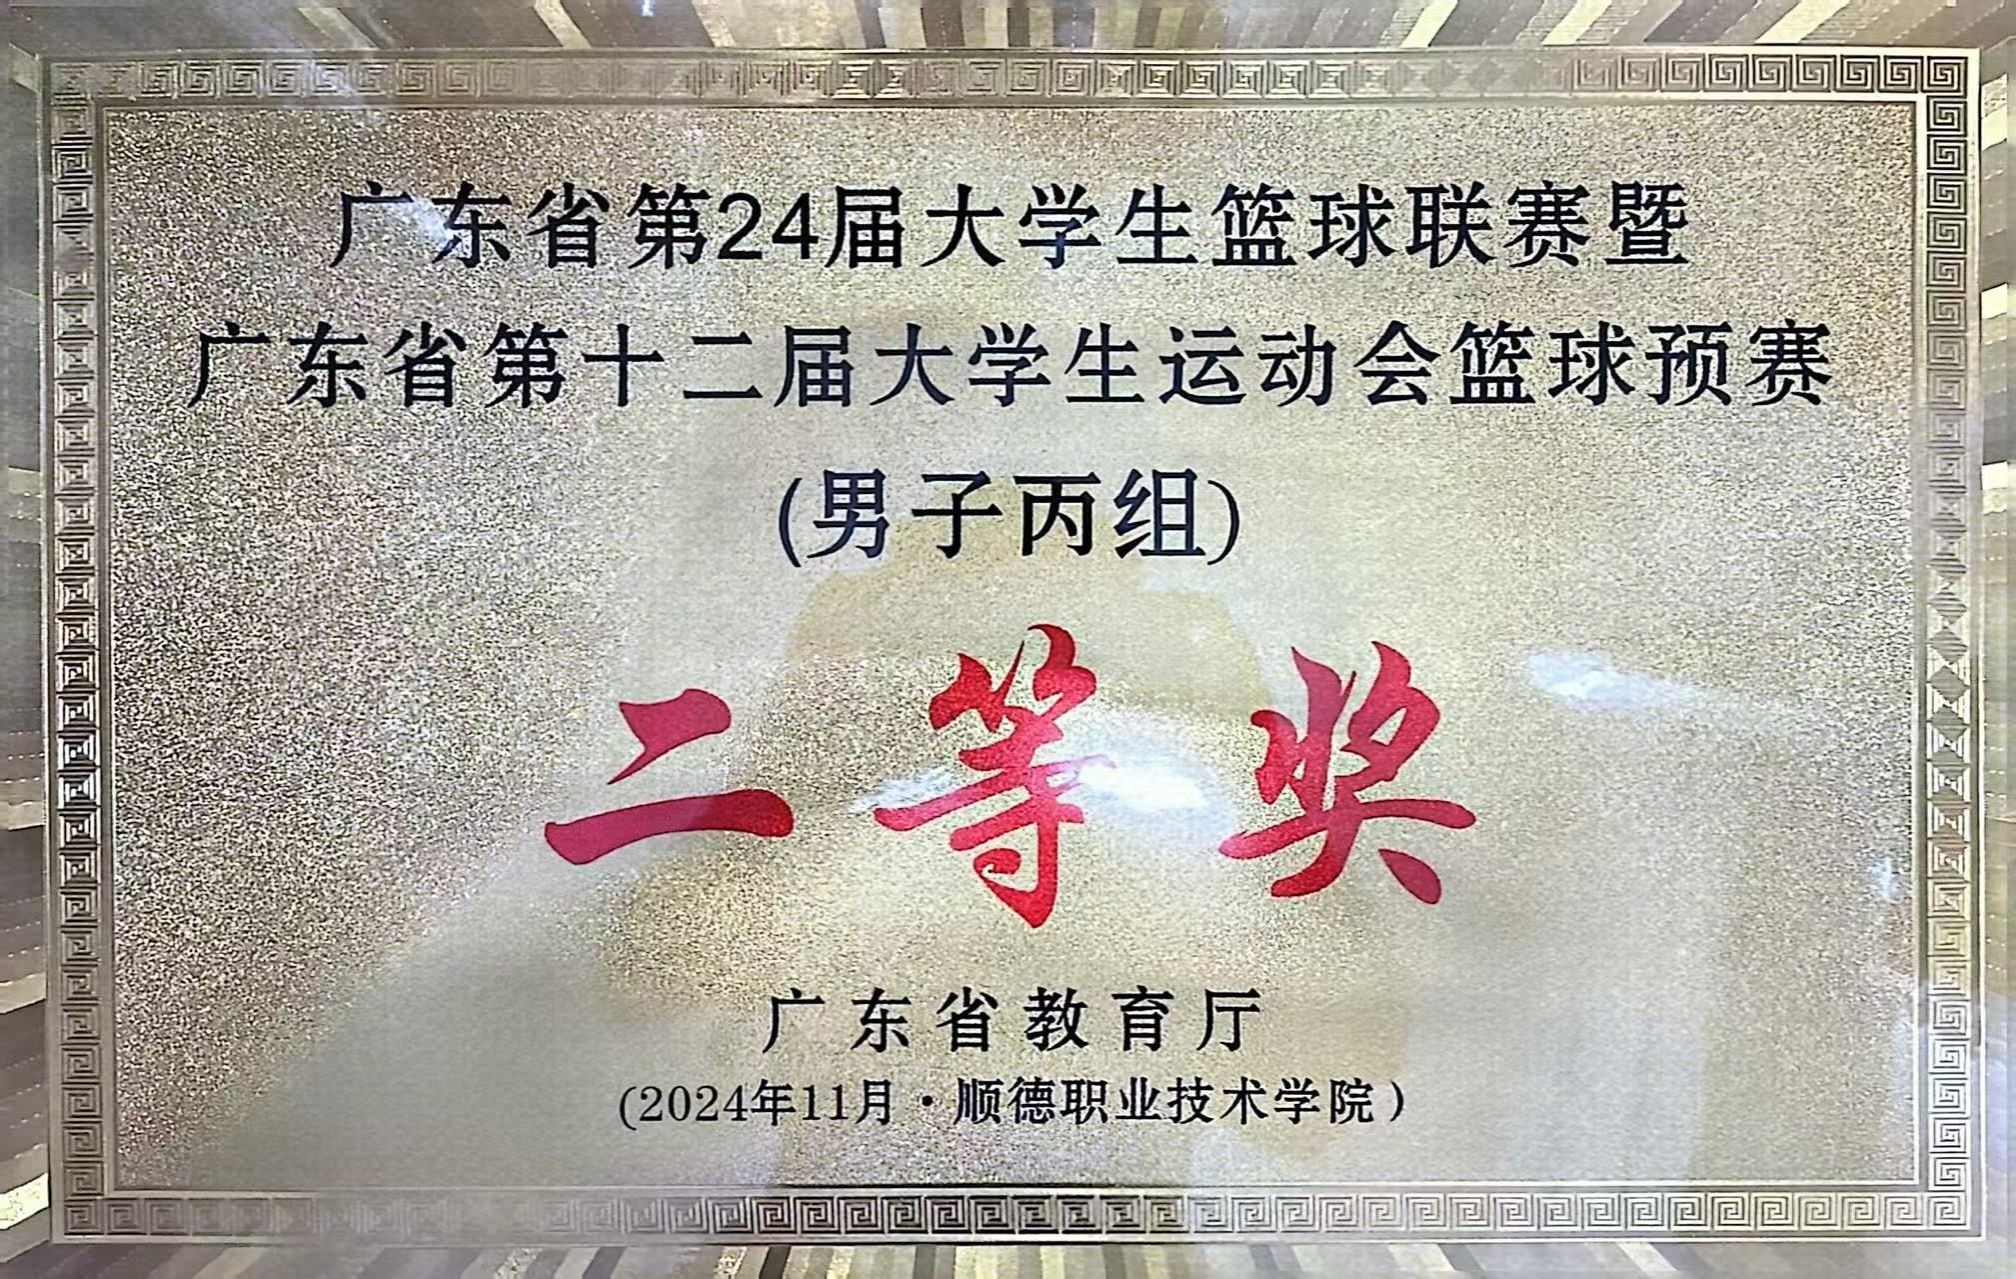 广东省第24届大学生篮球联赛暨
广东省第十二届大学生运动会篮球预赛
(男子丙组)
二等奖
广东省教育厅
(2024年11月·顺德职业技术学院)